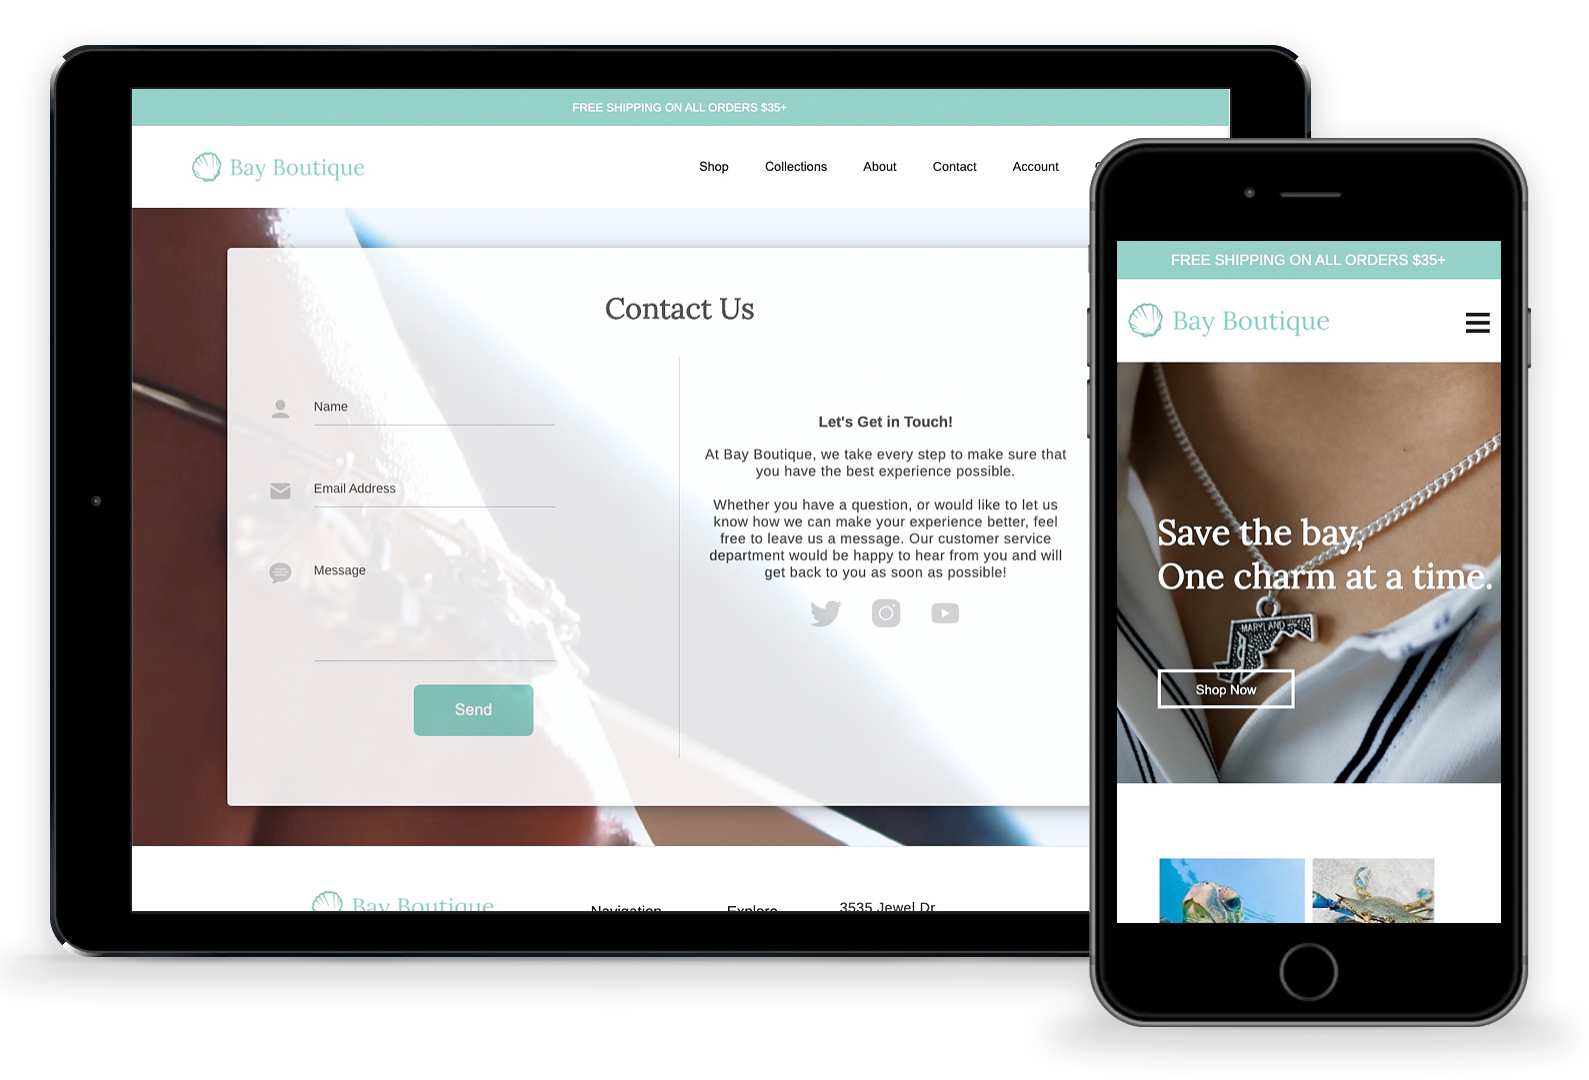 FREE SHIPPING ON ALL ORDERS $35+
Bay Boutique
Shop
Collections
About
Contact
Account
Contact Us
Name
Email Address
Message
Send
Let's Get in Touch!
At Bay Boutique, we take every step to make sure that
you have the best experience possible.
Whether you have a question, or would like to let us
know how we can make your experience better, feel
free to leave us a message. Our customer service
department would be happy to hear from you and will
get back to you as soon as possible!
Bay Boutique
Navigation
Explore
3535 Jewel Dr
FREE SHIPPING ON ALL ORDERS $35+
Bay Boutique
Save the bay,
One charm at a time.
MARYLAND
Shop Now